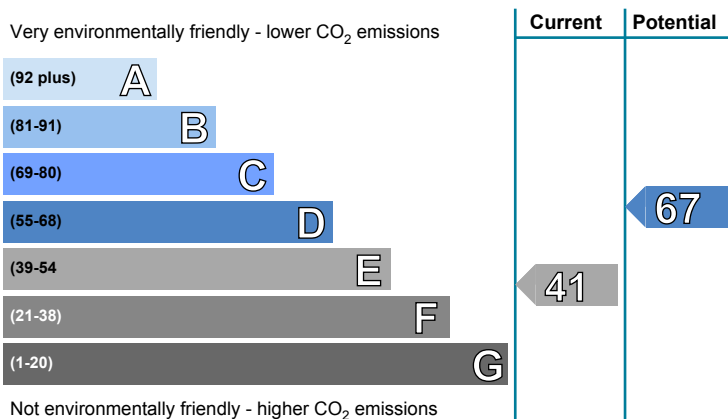 Very environmentally friendly - lower CO2 emissions
Current
Potential
(92 plus) A
(81-91) B
(69-80) C
(55-68) D
67
(39-54 E
41
(21-38) F
(1-20) G
Not environmentally friendly - higher CO2 emissions